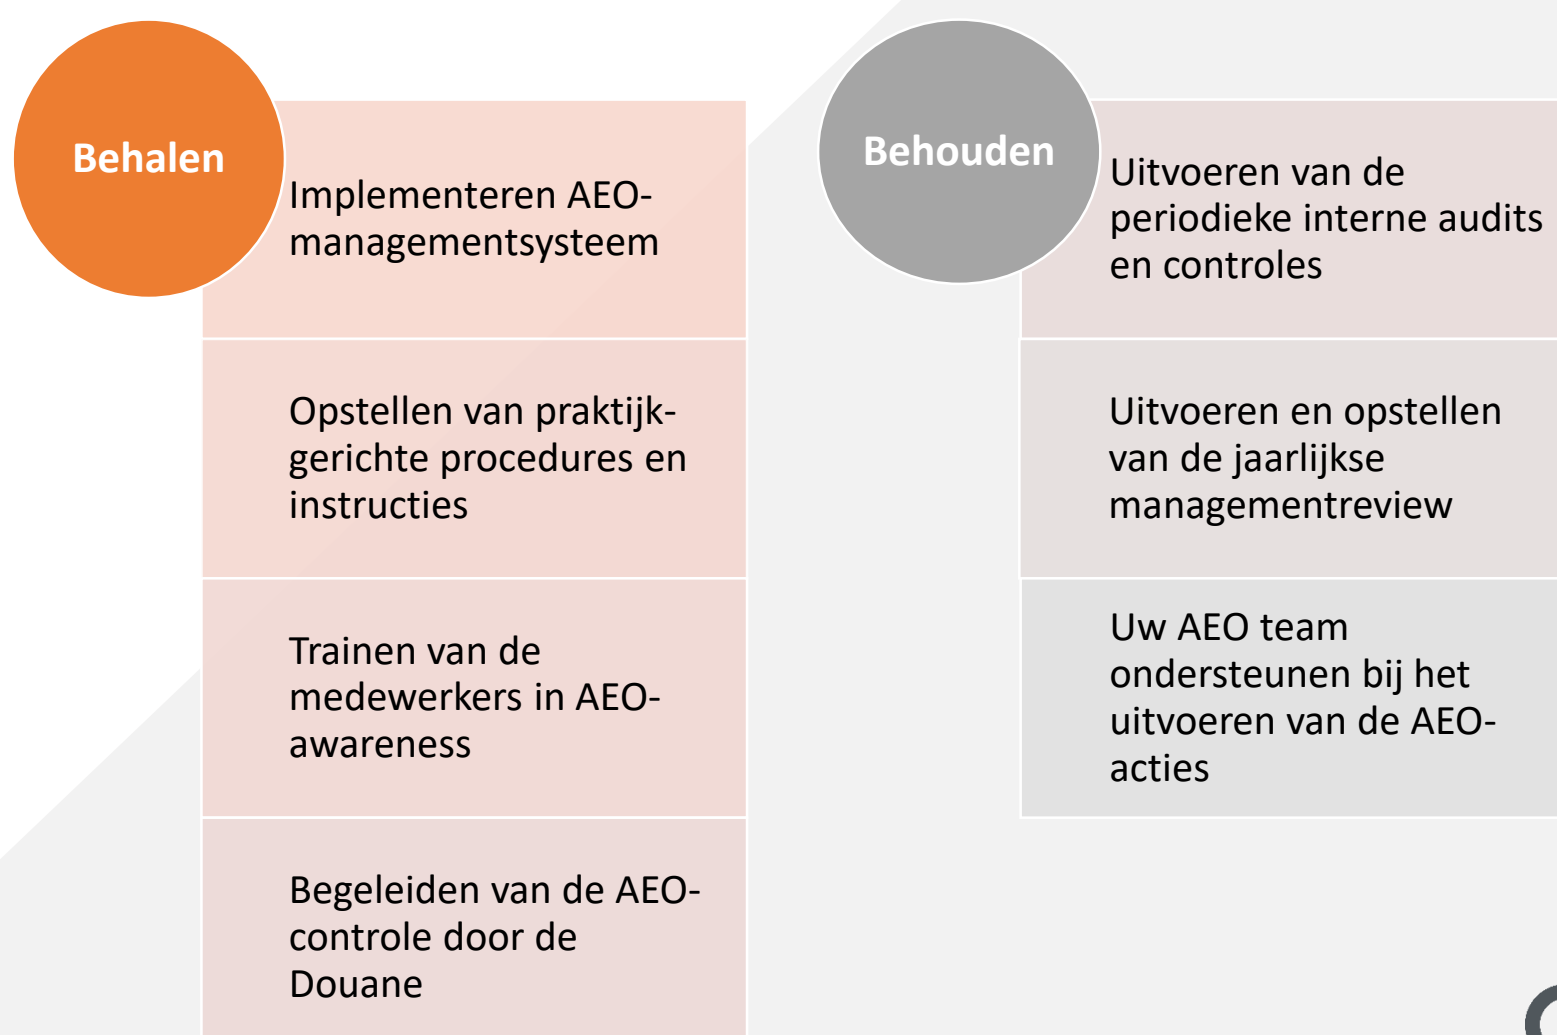 Behalen
Implementeren AEO-
managementsysteem
Opstellen van praktijk-
gerichte procedures en
instructies
Trainen van de
medewerkers in AEO-
awareness
Begeleiden van de AEO-
controle door de
Douane
Behouden
Uitvoeren van de
periodieke interne audits
en controles
Uitvoeren en opstellen
van de jaarlijkse
managementreview
Uw AEO team
ondersteunen bij het
uitvoeren van de AEO-
acties